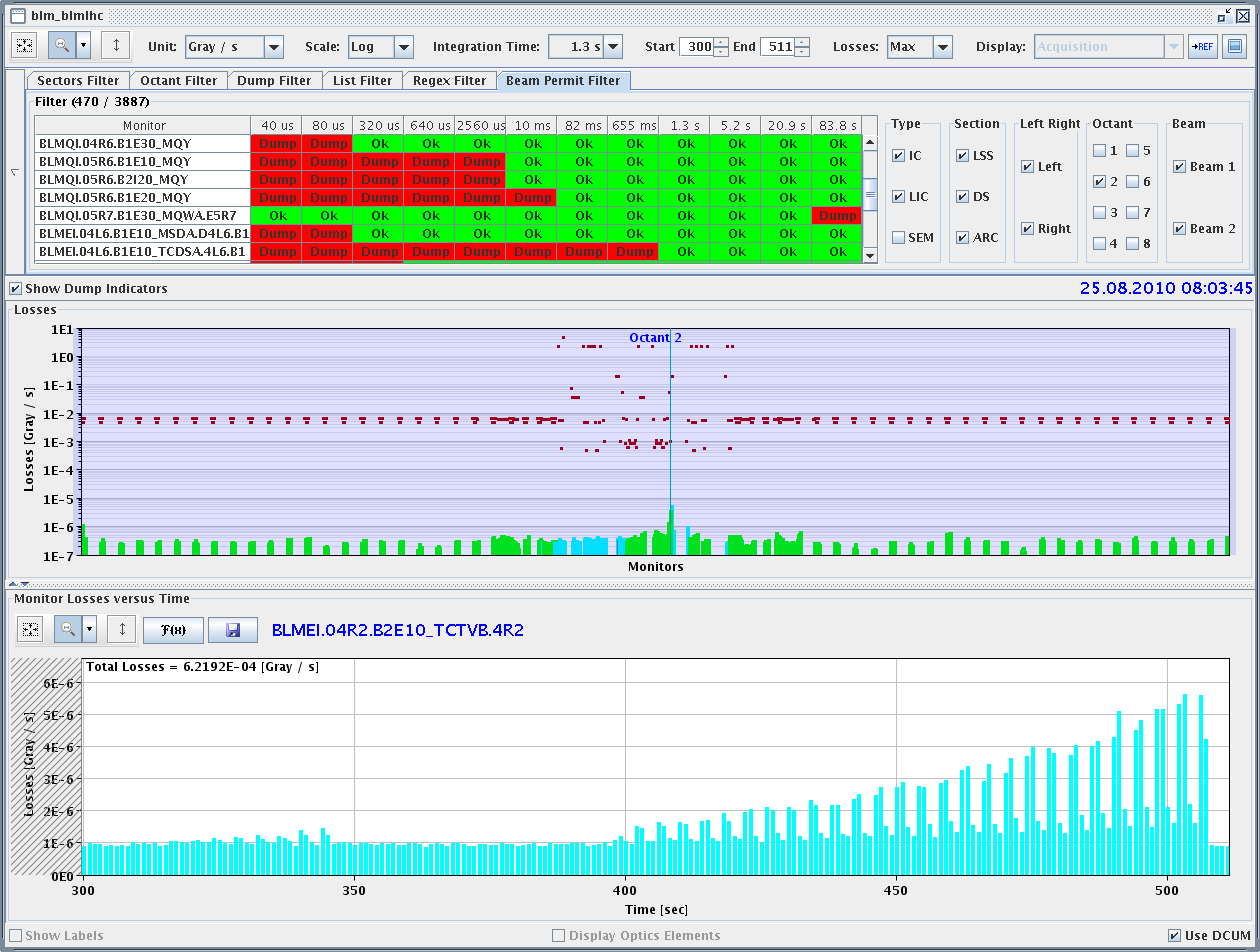 blm_blmlhc
Unit: Gray / s Scale: Log Integration Time: 1.3 s Start 300 End 511 Losses: Max Display: Acquisition →REF
Sectors Filter Octant Filter Dump Filter List Filter Regex Filter Beam Permit Filter
Filter (470 / 3887)
Monitor 40 us 80 us 320 us 640 us 2560 us 10 ms 82 ms 655 ms 1.3 s 5.2 s 20.9 s 83.8 s
BLMQI.04R6.B1E30_MQY Dump Dump Ok Ok Ok Ok Ok Ok Ok Ok Ok Ok
BLMQI.05R6.B1E10_MQY Dump Dump Dump Dump Dump Ok Ok Ok Ok Ok Ok Ok
BLMQI.05R6.B2I20_MQY Dump Dump Dump Dump Dump Ok Ok Ok Ok Ok Ok Ok
BLMQI.05R6.B1E20_MQY Dump Dump Dump Dump Dump Dump Ok Ok Ok Ok Ok Ok
BLMQI.05R7.B1E30_MQWA.E5R7 Ok Ok Ok Ok Ok Ok Ok Ok Ok Ok Ok Dump
BLMEI.04L6.B1E10_MSDA.D4L6.B1 Dump Dump Ok Ok Ok Ok Ok Ok Ok Ok Ok Ok
BLMEI.04L6.B1E10_TCDSA.4L6.B1 Dump Dump Dump Dump Dump Dump Dump Dump Ok Ok Ok Ok
Type Section Left Right Octant Beam
IC LSS Left 1 5 Beam 1
LIC DS 2 6
SEM ARC Right 3 7 Beam 2
4 8
Show Dump Indicators 25.08.2010 08:03:45
Losses
Octant 2
Losses [Gray / s]
1E1
1E0
1E-1
1E-2
1E-3
1E-4
1E-5
1E-6
1E-7
Monitors
Monitor Losses versus Time
F(x) BLMEI.04R2.B2E10_TCTVB.4R2
Total Losses = 6.2192E-04 [Gray / s]
Losses [Gray / s]
6E-6
5E-6
4E-6
3E-6
2E-6
1E-6
0E0
300 350 400 450 500
Time [sec]
Show Labels Display Optics Elements Use DCUM